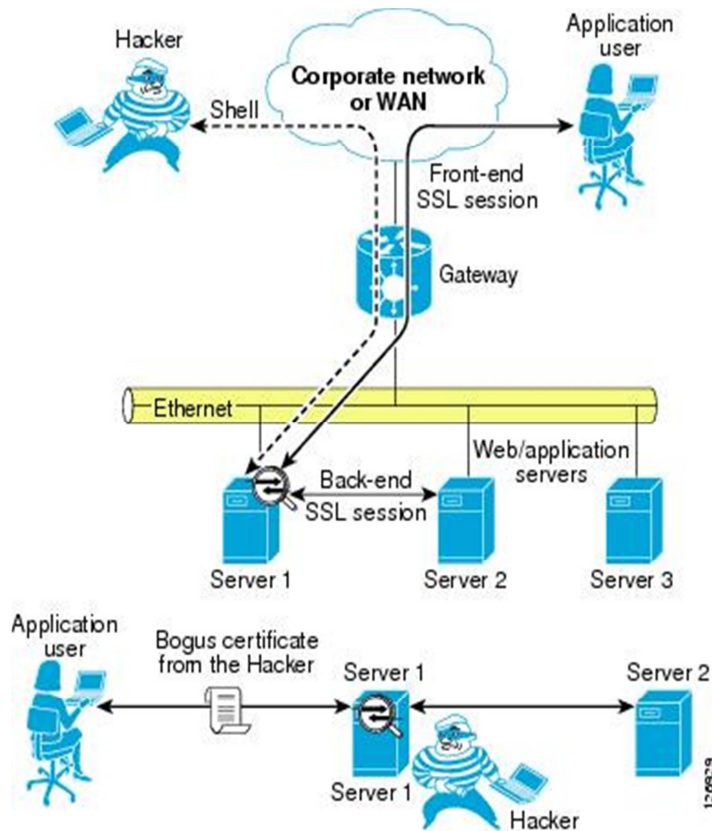 Hacker
Application
user
Corporate network
or WAN
Shell
Front-end
SSL session
Gateway
Ethernet
Web/application
servers
Back-end
SSL session
Server 1
Server 2
Server 3
Application
user
Bogus certificate
from the Hacker
Server 1
Server 2
Server 1
Hacker
126929